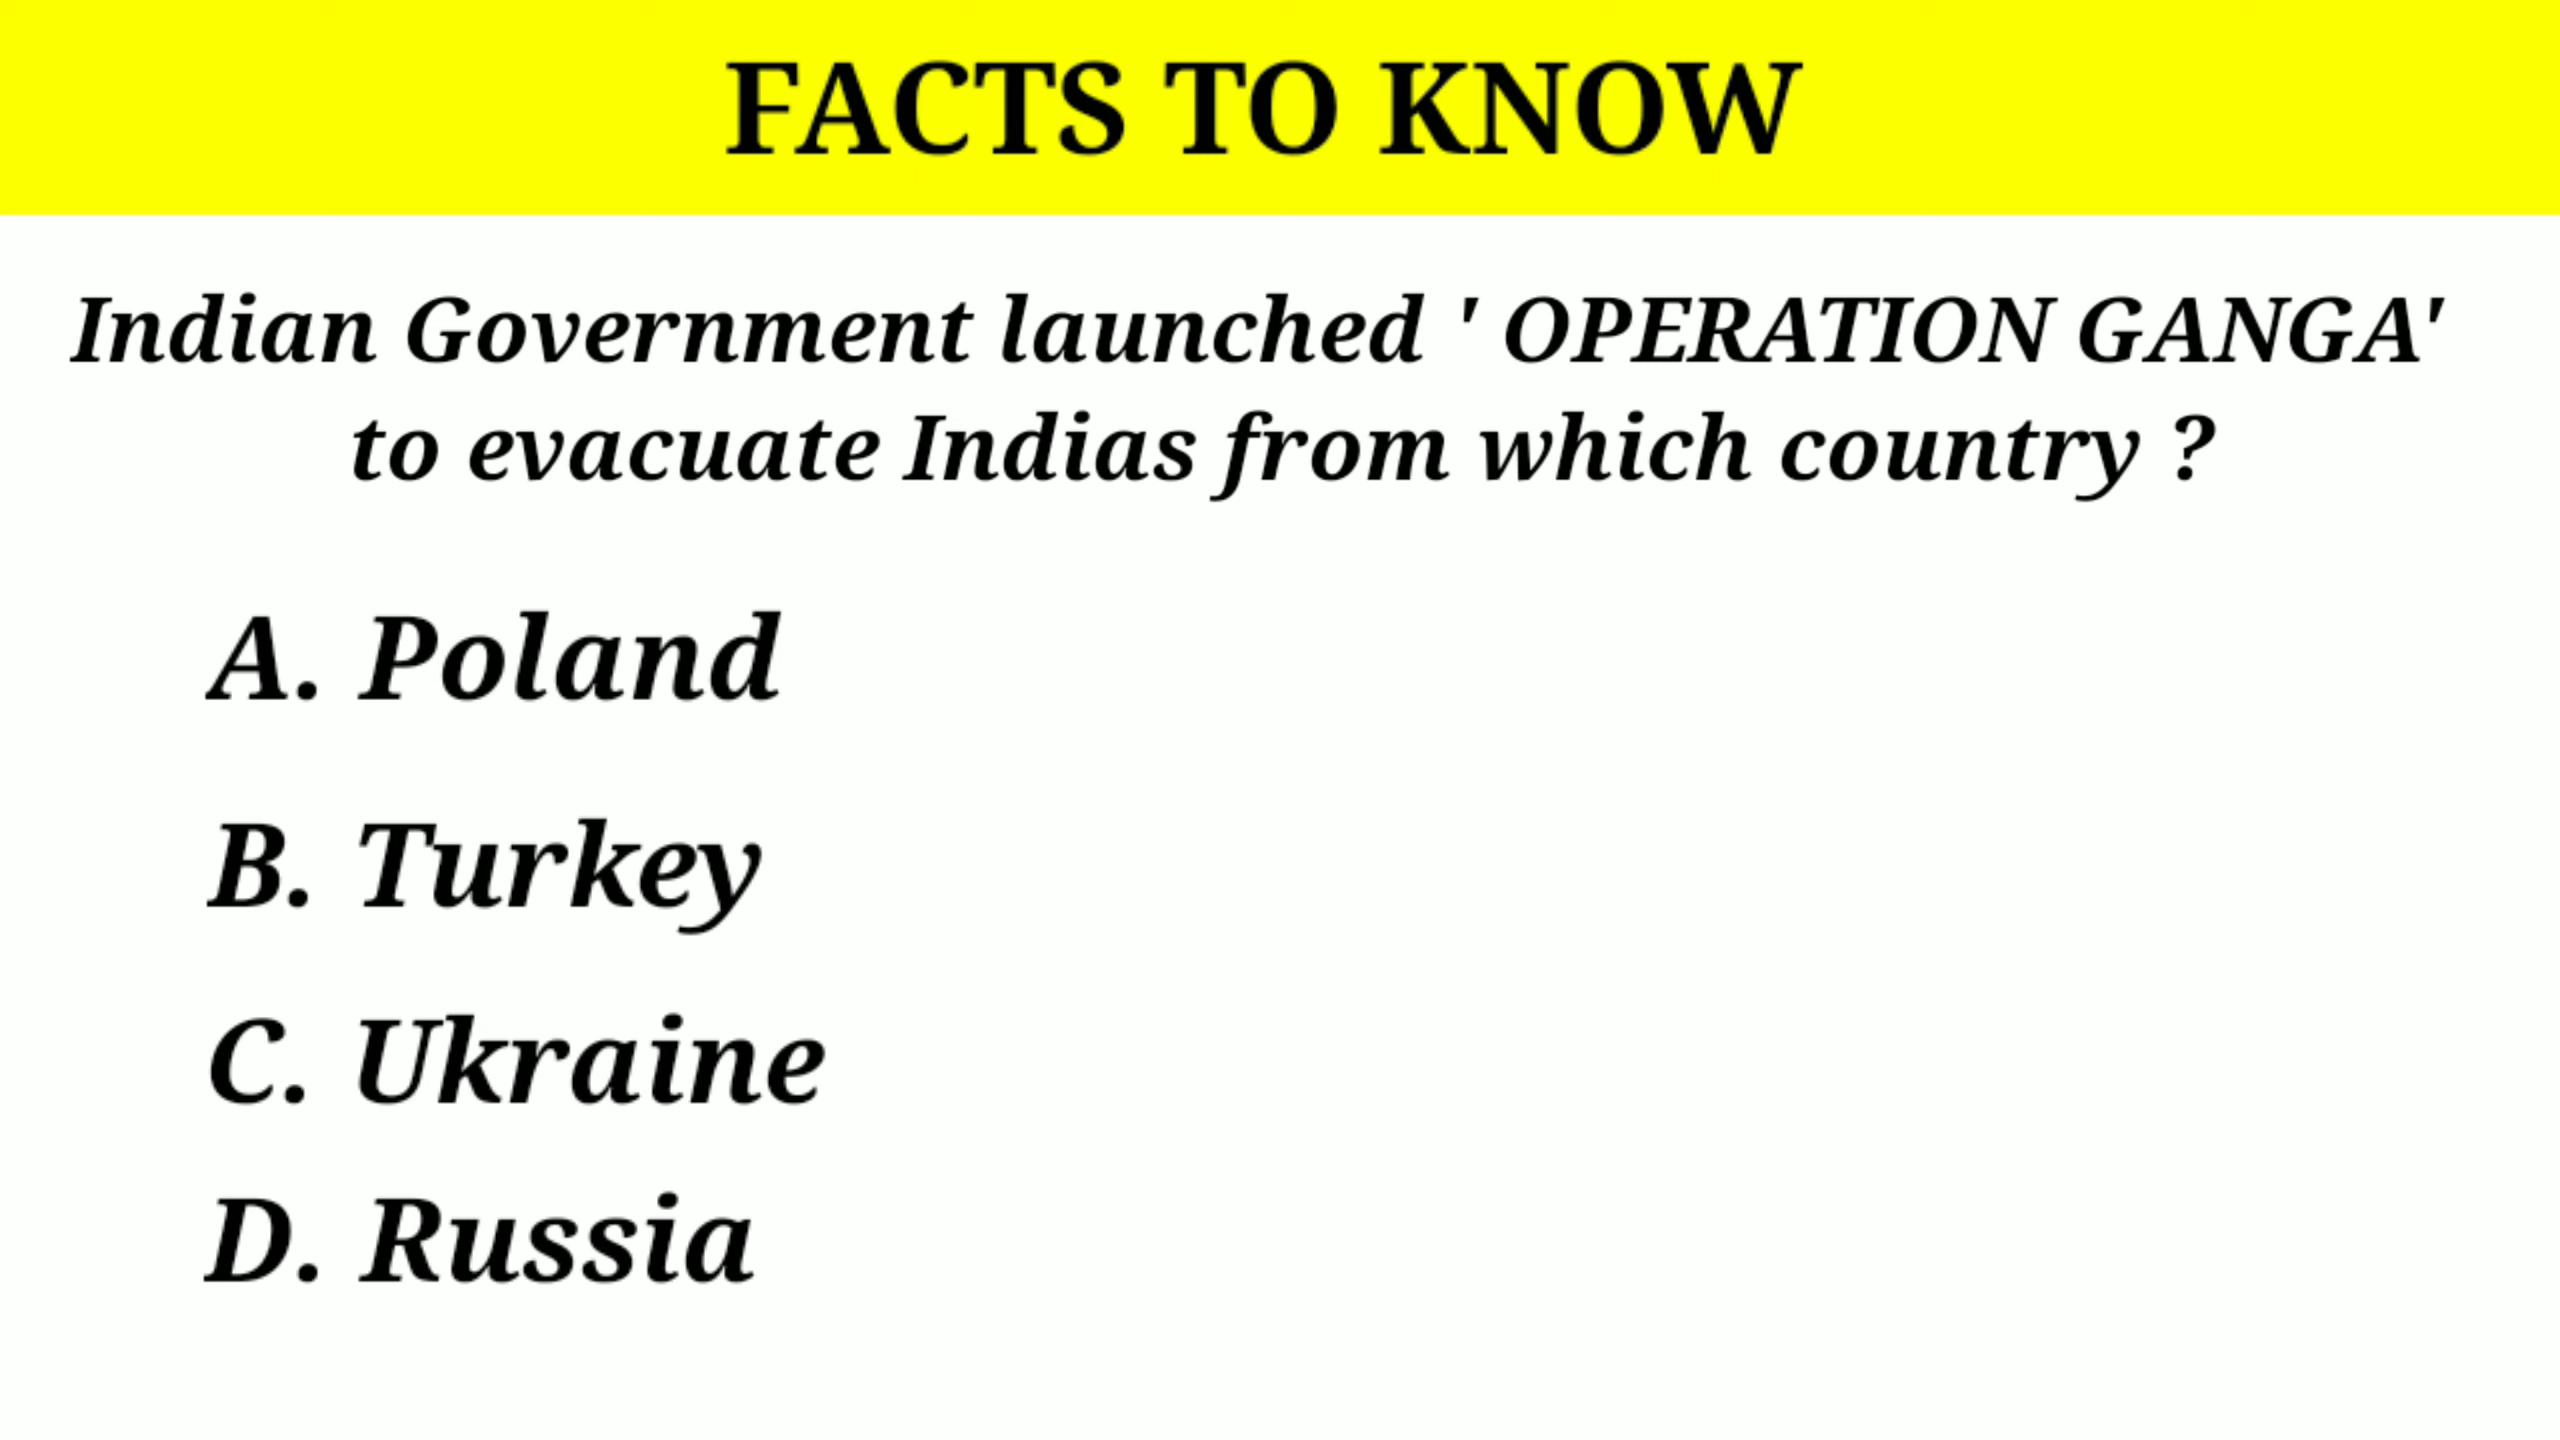 FACTS TO KNOW
Indian Government launched ' OPERATION GANGA'
to evacuate Indias from which country ?
A. Poland
B. Turkey
C. Ukraine
D. Russia